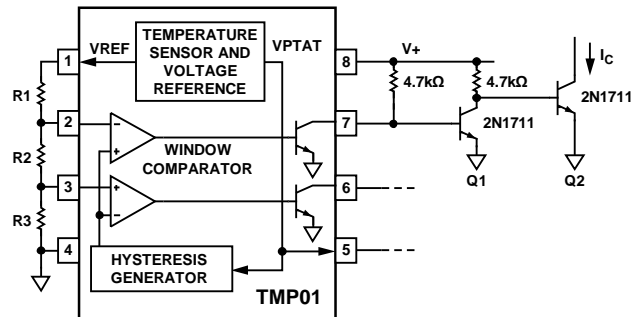 1
VREF
TEMPERATURE
SENSOR AND
VOLTAGE
REFERENCE
VPTAT
8
V+
IC
R1
4.7kΩ
4.7kΩ
2N1711
2
–
+
WINDOW
COMPARATOR
7
2N1711
R2
3
+
–
6
Q1
Q2
R3
4
HYSTERESIS
GENERATOR
5
TMP01